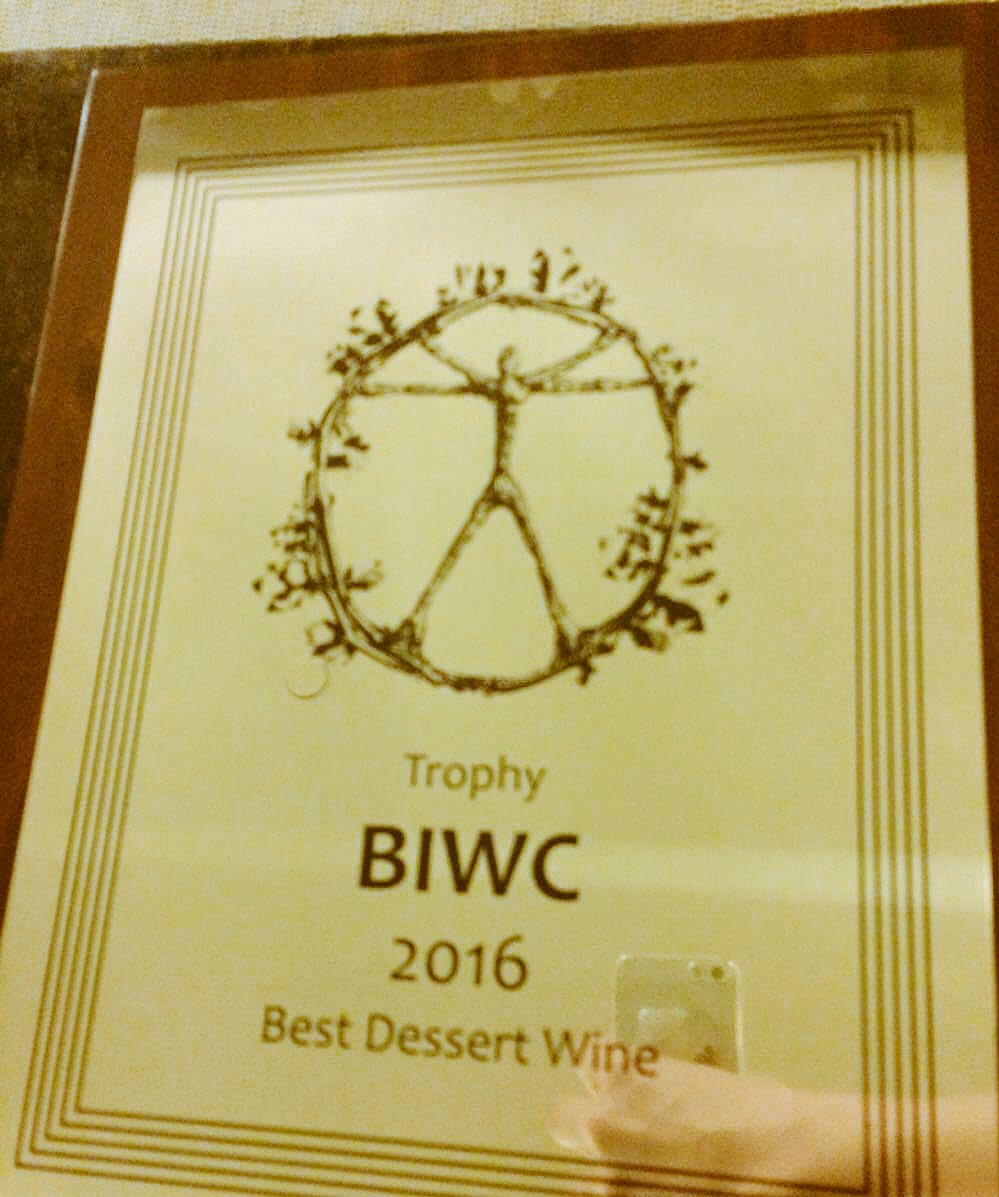 Trophy
BIWC
2016
Best Dessert Wine